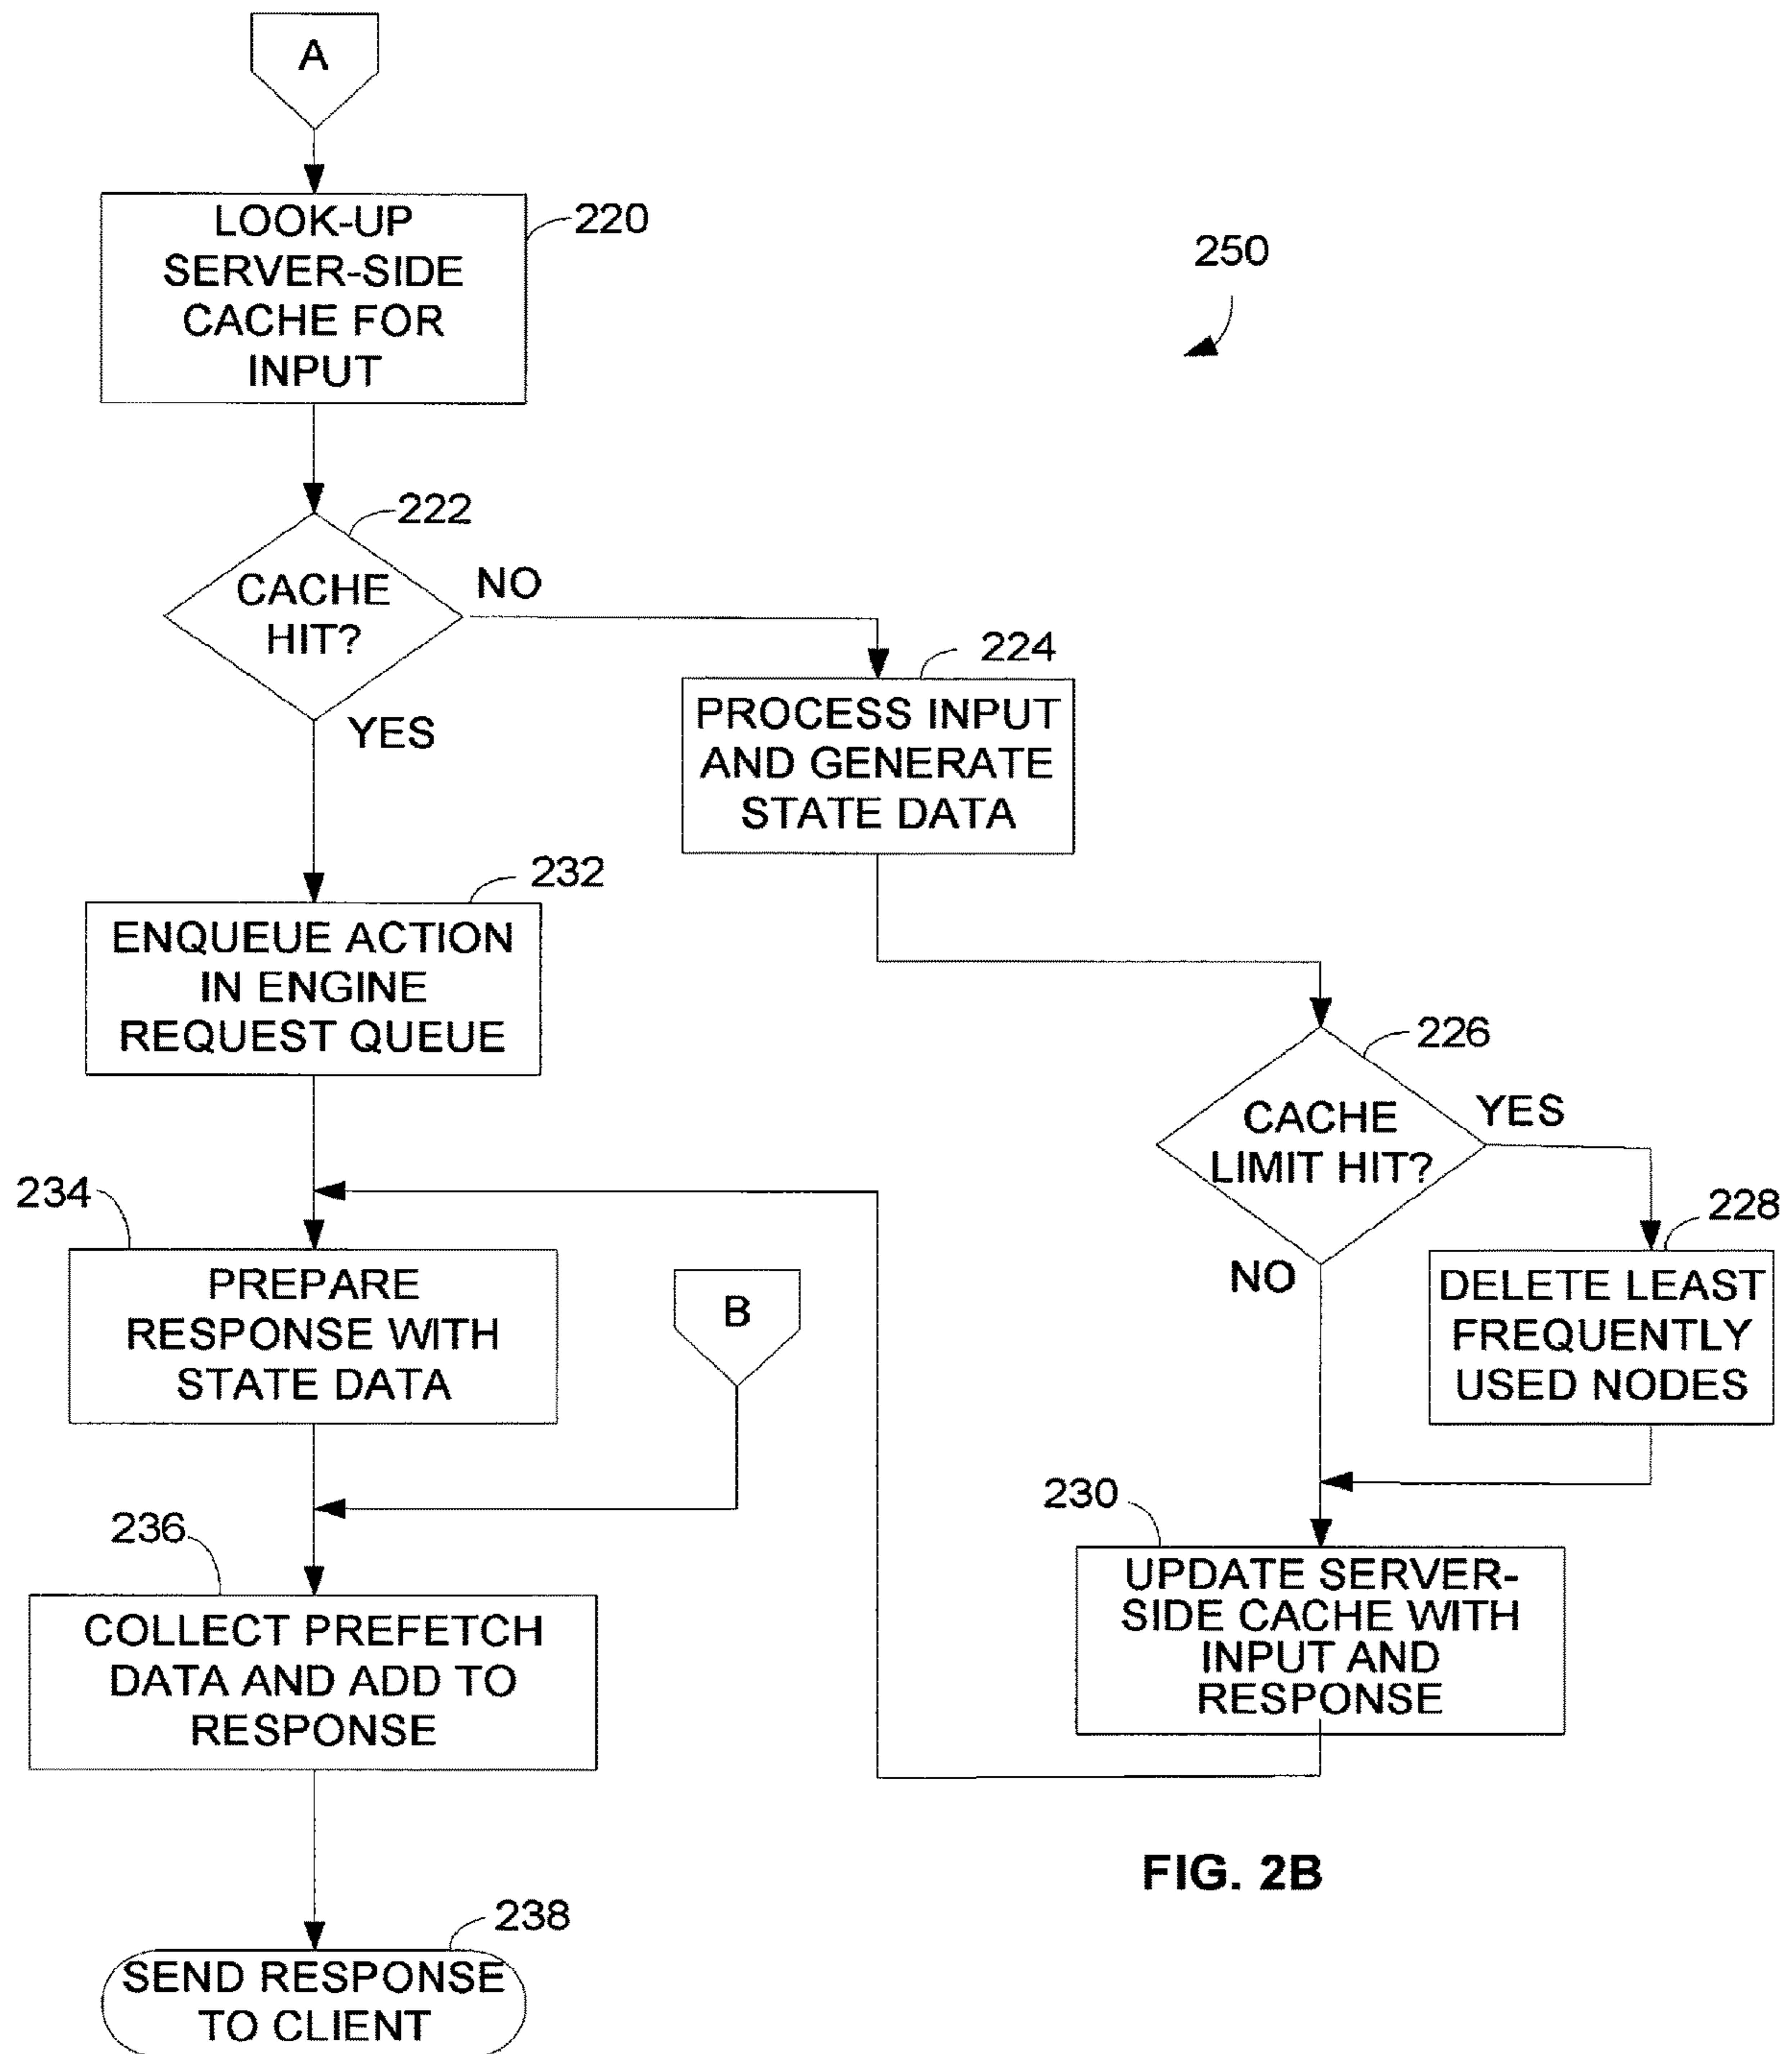 A
LOOK-UP
SERVER-SIDE
CACHE FOR
INPUT
220
250
222
CACHE
HIT?
NO
YES
224
PROCESS INPUT
AND GENERATE
STATE DATA
232
ENQUEUE ACTION
IN ENGINE
REQUEST QUEUE
226
CACHE
LIMIT HIT?
YES
NO
228
DELETE LEAST
FREQUENTLY
USED NODES
234
PREPARE
RESPONSE WITH
STATE DATA
B
230
UPDATE SERVER-
SIDE CACHE WITH
INPUT AND
RESPONSE
236
COLLECT PREFETCH
DATA AND ADD TO
RESPONSE
238
SEND RESPONSE
TO CLIENT
FIG. 2B